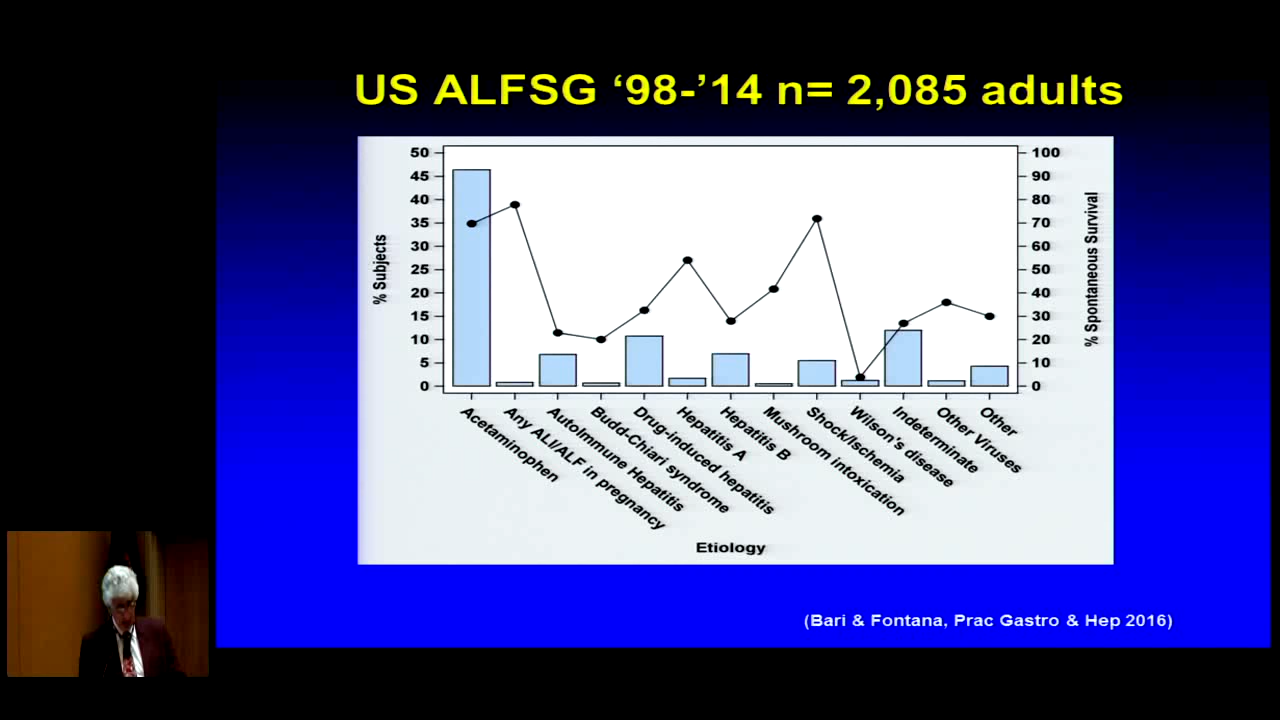 US ALFSG ‘98-’14 n= 2,085 adults
50
45
40
35
30
25
20
15
10
5
0
% Subjects
100
90
80
70
60
50
40
30
20
10
0
% Spontaneous Survival
Acetaminophen
Any ALI/ALF in pregnancy
Autoimmune Hepatitis
Budd-Chiari syndrome
Drug-induced hepatitis
Hepatitis A
Hepatitis B
Mushroom intoxication
Shock/Ischemia
Wilson's disease
Indeterminate
Other Viruses
Other
Etiology
(Bari & Fontana, Prac Gastro & Hep 2016)